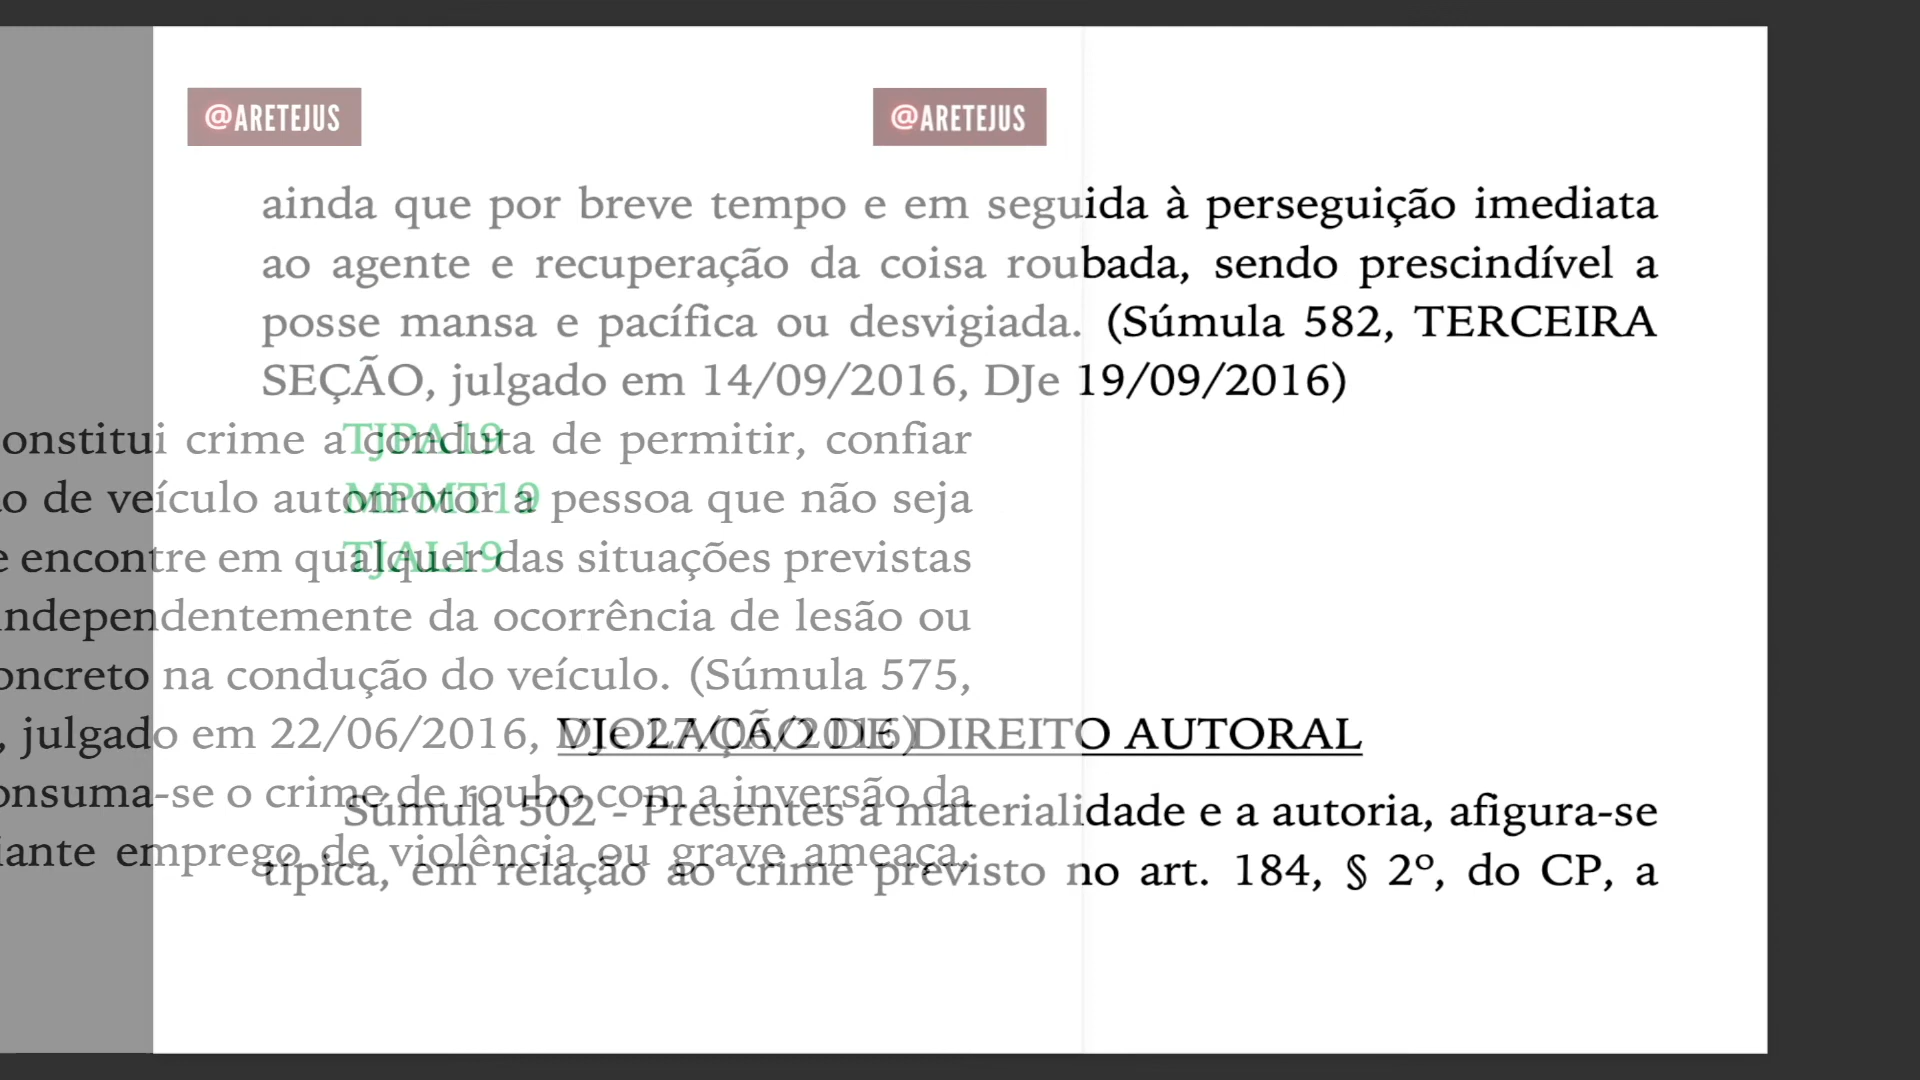 @ARETEJUS
@ARETEJUS
ainda que por breve tempo e em seguida à perseguição imediata
ao agente e recuperação da coisa roubada, sendo prescindível a
posse mansa e pacífica ou desvigiada. (Súmula 582, TERCEIRA
SEÇÃO, julgado em 14/09/2016, DJe 19/09/2016)
TJPA19
MPMT19
TJAL19
VIOLAÇÃO DE DIREITO AUTORAL
Súmula 502 - Presentes a materialidade e a autoria, afigura-se
típica, em relação ao crime previsto no art. 184, § 2º, do CP, a
onstitui crime a conduta de permitir, confiar
o de veículo automotor a pessoa que não seja
e encontre em qualquer das situações previstas
independentemente da ocorrência de lesão ou
oncreto na condução do veículo. (Súmula 575,
, julgado em 22/06/2016, DJe 27/06/2016)
onsuma-se o crime de roubo com a inversão da
iante emprego de violência ou grave ameaça,